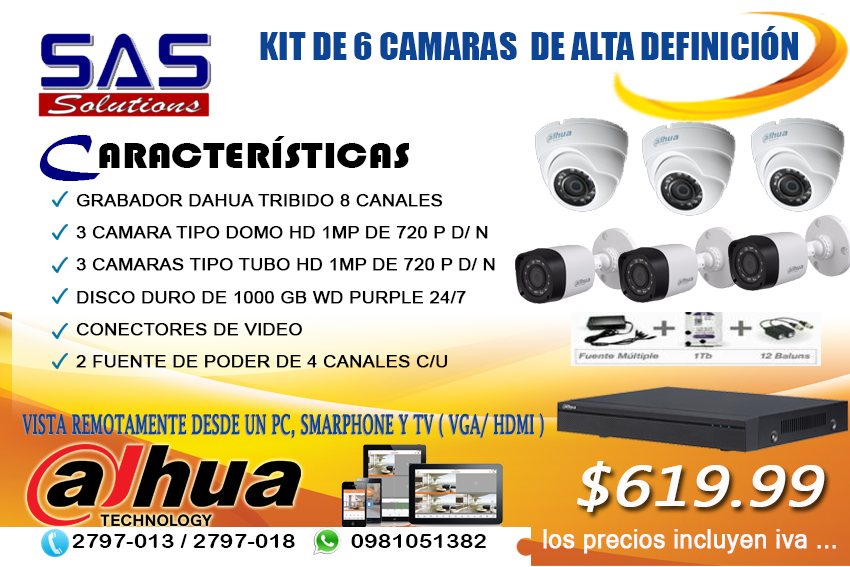 SAS
Solutions
KIT DE 6 CAMARAS DE ALTA DEFINICIÓN
CARACTERÍSTICAS
GRABADOR DAHUA TRIBIDO 8 CANALES
3 CAMARA TIPO DOMO HD 1MP DE 720 P D/ N
3 CAMARAS TIPO TUBO HD 1MP DE 720 P D/ N
DISCO DURO DE 1000 GB WD PURPLE 24/7
CONECTORES DE VIDEO
2 FUENTE DE PODER DE 4 CANALES C/U
alhua
alhua
alhua
Fuente Múltiple + 1Tb + 12 Baluns
VISTA REMOTAMENTE DESDE UN PC, SMARPHONE Y TV ( VGA/ HDMI )
alhua
alhua
TECHNOLOGY
$619.99
2797-013 / 2797-018 0981051382
los precios incluyen iva ...